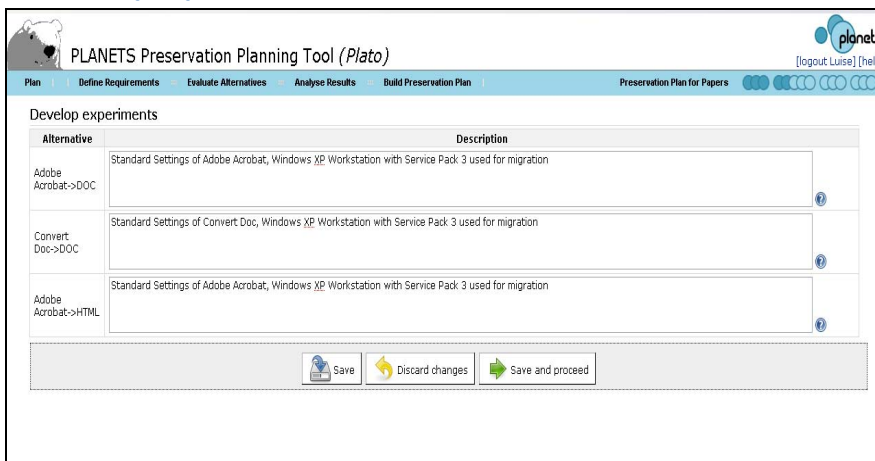 planet
PLANETS Preservation Planning Tool (Plato)
[logout Luise] [hel
Plan | | Define Requirements Evaluate Alternatives Analyse Results Build Preservation Plan | Preservation Plan for Papers
Develop experiments
Alternative Description
Adobe Acrobat->DOC
Standard Settings of Adobe Acrobat, Windows XP Workstation with Service Pack 3 used for migration
Convert Doc->DOC
Standard Settings of Convert Doc, Windows XP Workstation with Service Pack 3 used for migration
Adobe Acrobat->HTML
Standard Settings of Adobe Acrobat, Windows XP Workstation with Service Pack 3 used for migration
Save Discard changes Save and proceed